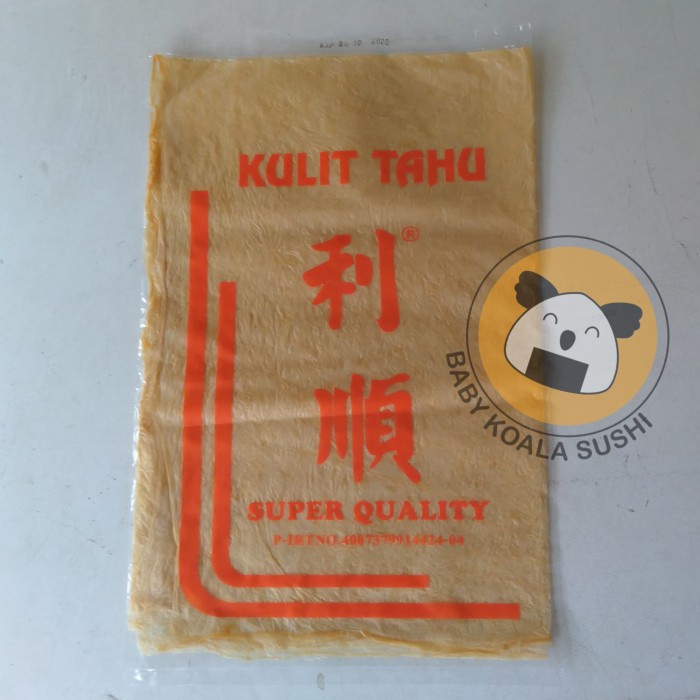 KULIT TAHU
利
®
順
SUPER QUALITY
BABY KOALA SUSHI